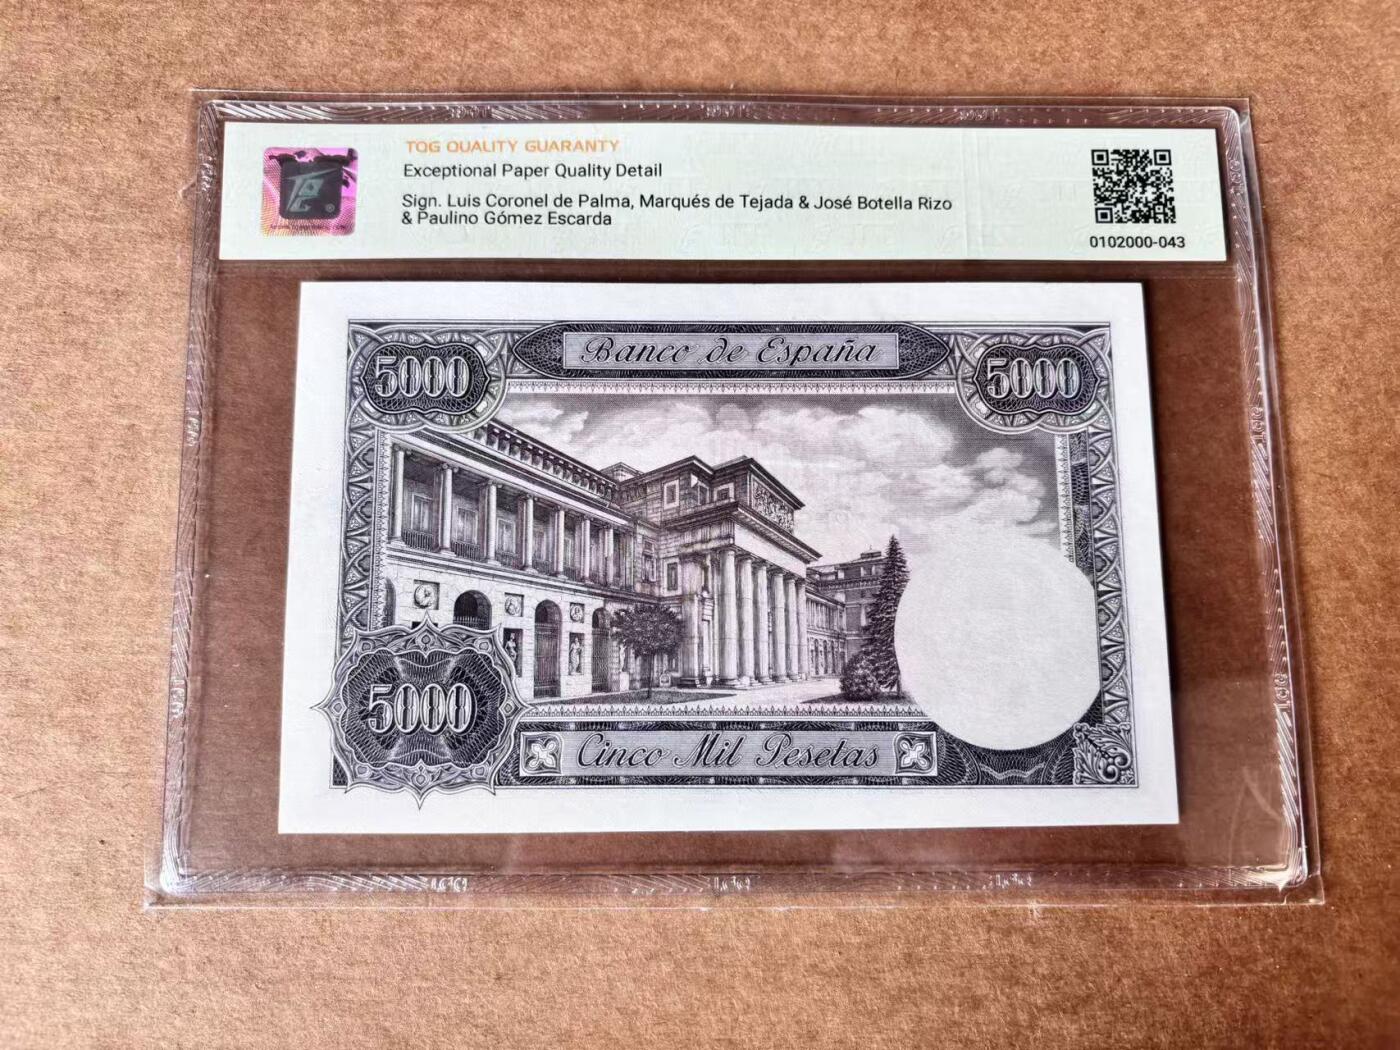 TQG QUALITY GUARANTY
Exceptional Paper Quality Detail
Sign. Luis Coronel de Palma, Marqués de Tejada & José Botella Rizo
& Paulino Gómez Escarda
0102000-043
Banco de España
5000
5000
5000
Cinco Mil Pesetas